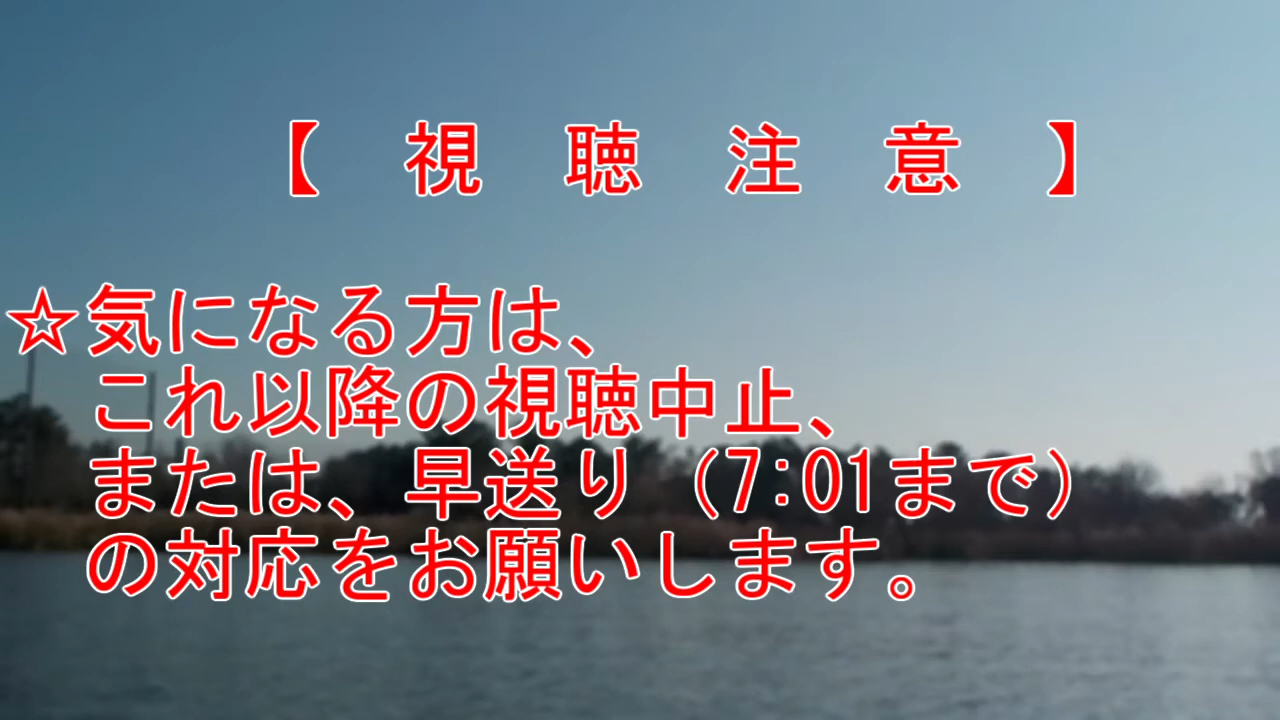 【　視　聴　注　意　】
☆気になる方は、
これ以降の視聴中止、
または、早送り（7:01まで）
の対応をお願いします。